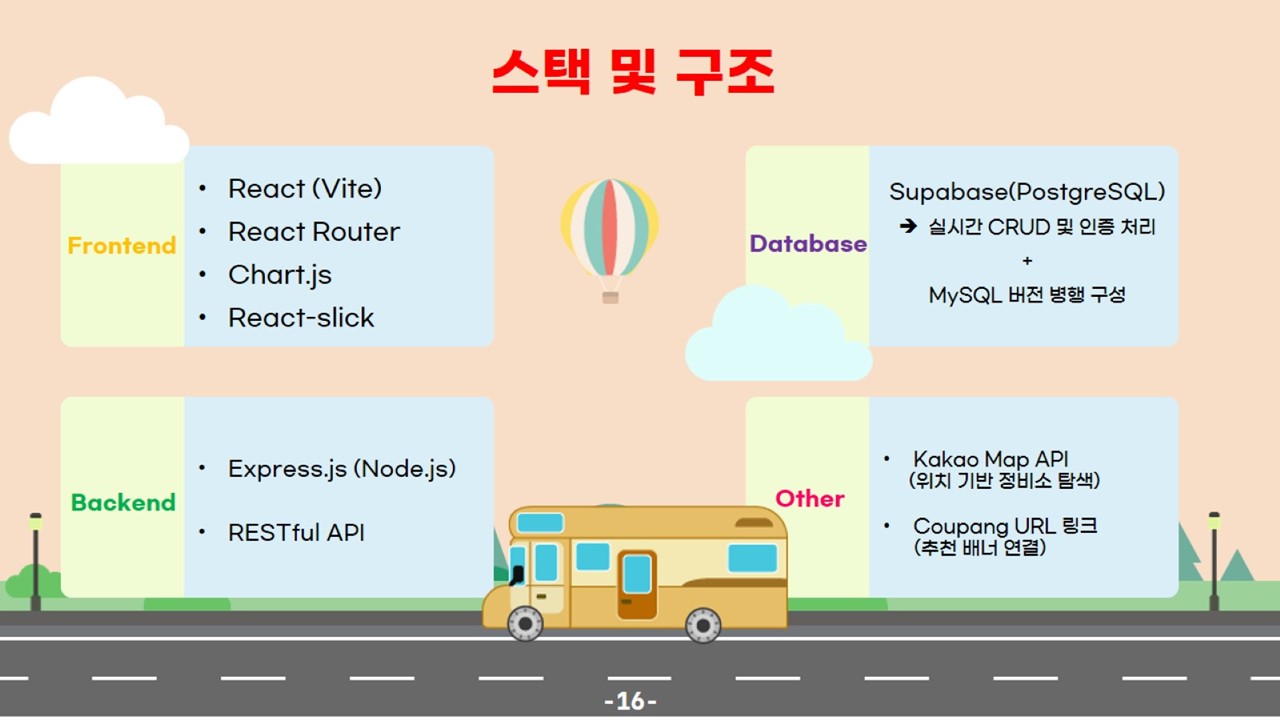 스택 및 구조
Frontend
• React (Vite)
• React Router
• Chart.js
• React-slick
Database
Supabase(PostgreSQL)
➔ 실시간 CRUD 및 인증 처리
+
MySQL 버전 병행 구성
Backend
• Express.js (Node.js)
• RESTful API
Other
• Kakao Map API
(위치 기반 정비소 탐색)
• Coupang URL 링크
(추천 배너 연결)
-16-